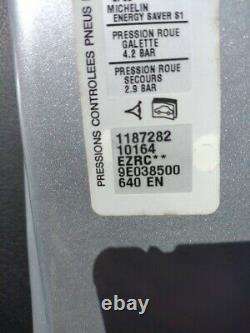 MICHELIN
ENERGY SAVER S1
PRESSION ROUE
GALETTE
4.2 BAR
PRESSION ROUE
SECOURS
2.9 BAR
PRESSIONS CONTROLEES PNEUS
1187282
10164
EZRC**
9E038500
640 EN
ebay